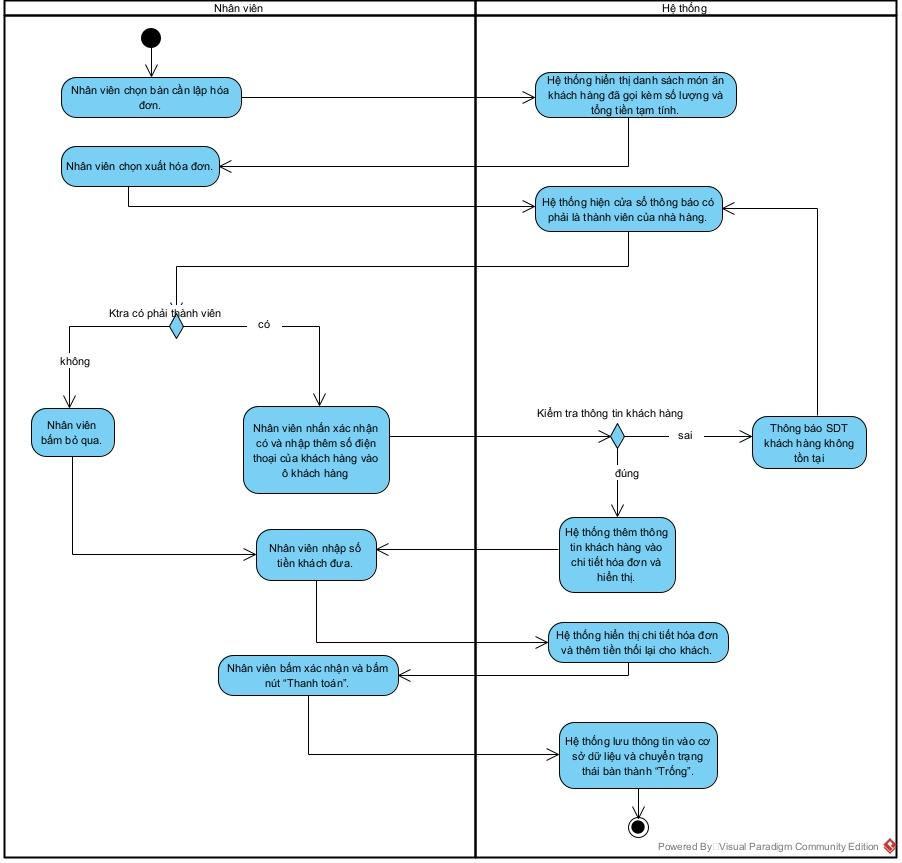 Nhân viên
Hệ thống
Nhân viên chọn bàn cần lập hóa
đơn.
Hệ thống hiển thị danh sách món ăn
khách hàng đã gọi kèm số lượng và
tổng tiền tạm tính.
Nhân viên chọn xuất hóa đơn.
Hệ thống hiện cửa sổ thông báo có
phải là thành viên của nhà hàng.
Ktra có phải thành viên
có
không
Nhân viên
bấm bỏ qua.
Nhân viên nhấn xác nhận
có và nhập thêm số điện
thoại của khách hàng vào
ô khách hàng
Kiểm tra thông tin khách hàng
sai
Thông báo SDT
khách hàng không
tồn tại
đúng
Nhân viên nhập số
tiền khách đưa.
Hệ thống thêm thông
tin khách hàng vào
chi tiết hóa đơn và
hiển thị.
Hệ thống hiển thị chi tiết hóa đơn
và thêm tiền thối lại cho khách.
Nhân viên bấm xác nhận và bấm
nút “Thanh toán”.
Hệ thống lưu thông tin vào cơ
sở dữ liệu và chuyển trạng
thái bàn thành “Trống”.
Powered By Visual Paradigm Community Edition